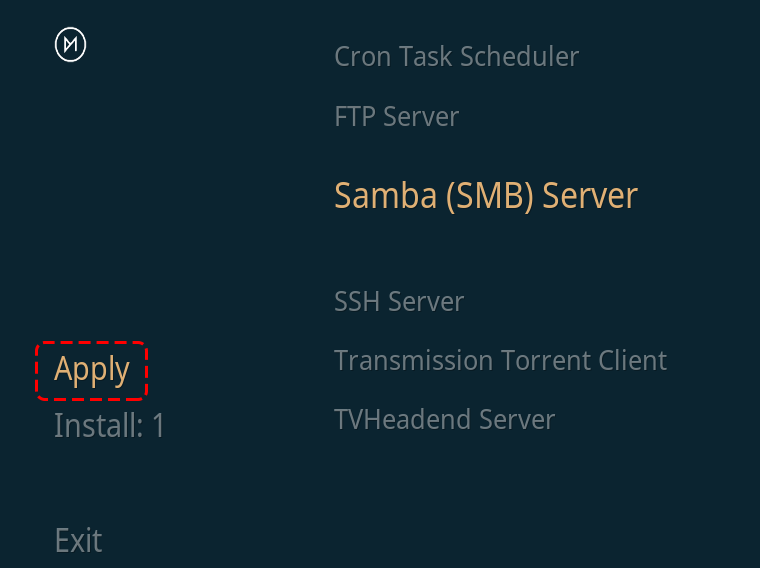 Cron Task Scheduler
FTP Server
Samba (SMB) Server
SSH Server
Transmission Torrent Client
TVHeadend Server
Apply
Install: 1
Exit